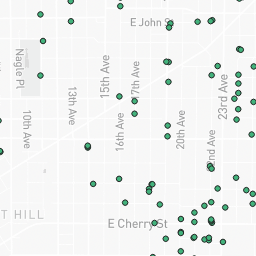 E John St
Nagle Pl
10th Ave
13th Ave
15th Ave
16th Ave
17th Ave
20th Ave
23rd Ave
22nd Ave
T HILL
E Cherry St